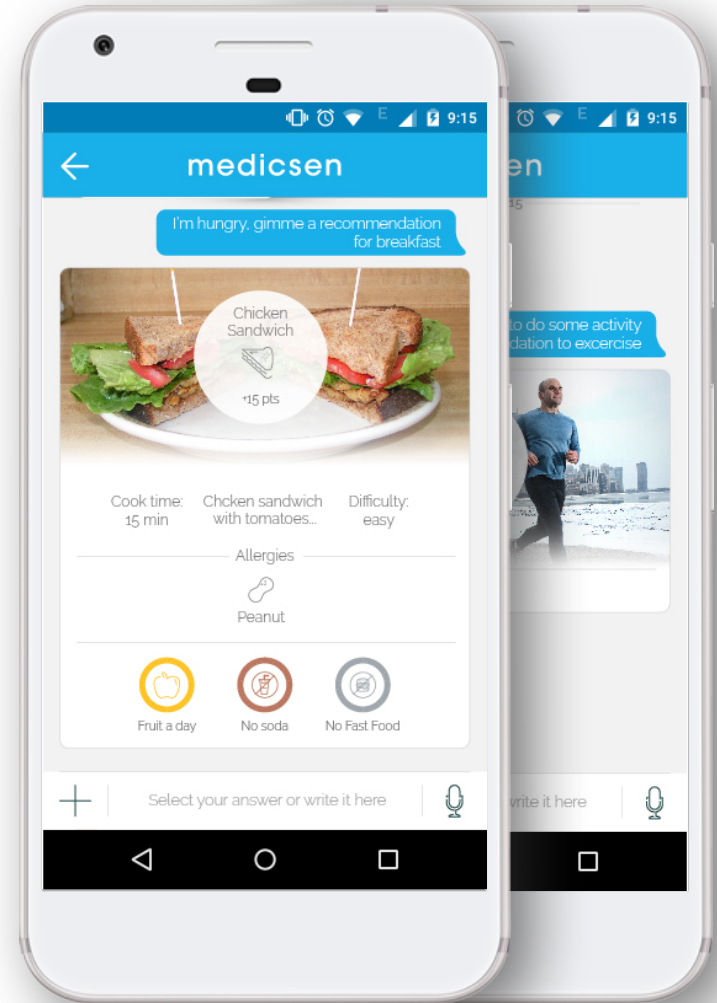 E 9:15
medicsen
I'm hungry, gimme a recommendation
for breakfast
Chicken
Sandwich
+15 pts
Cook time:
15 min
Chcken sandwich
with tomatoes...
Difficulty:
easy
Allergies
Peanut
Fruit a day
No soda
No Fast Food
Select your answer or write it here
E 9:15
en
15
to do some activity
dation to excercise
write it here